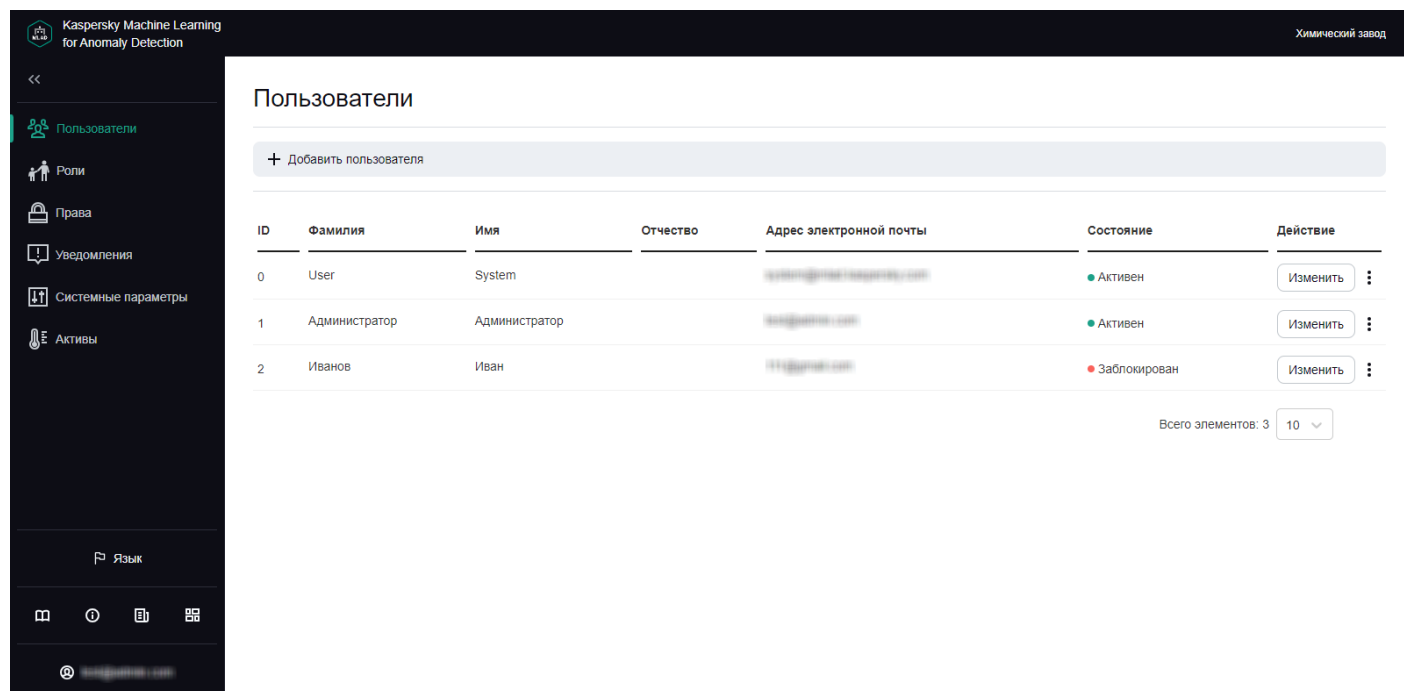 Kaspersky Machine Learning
for Anomaly Detection
Химический завод
Пользователи
Роли
Права
Уведомления
Системные параметры
Активы
Язык
Пользователи
Добавить пользователя
ID Фамилия Имя Отчество Адрес электронной почты Состояние Действие
0 User System Активен Изменить
1 Администратор Администратор Активен Изменить
2 Иванов Иван Заблокирован Изменить
Всего элементов: 3 10